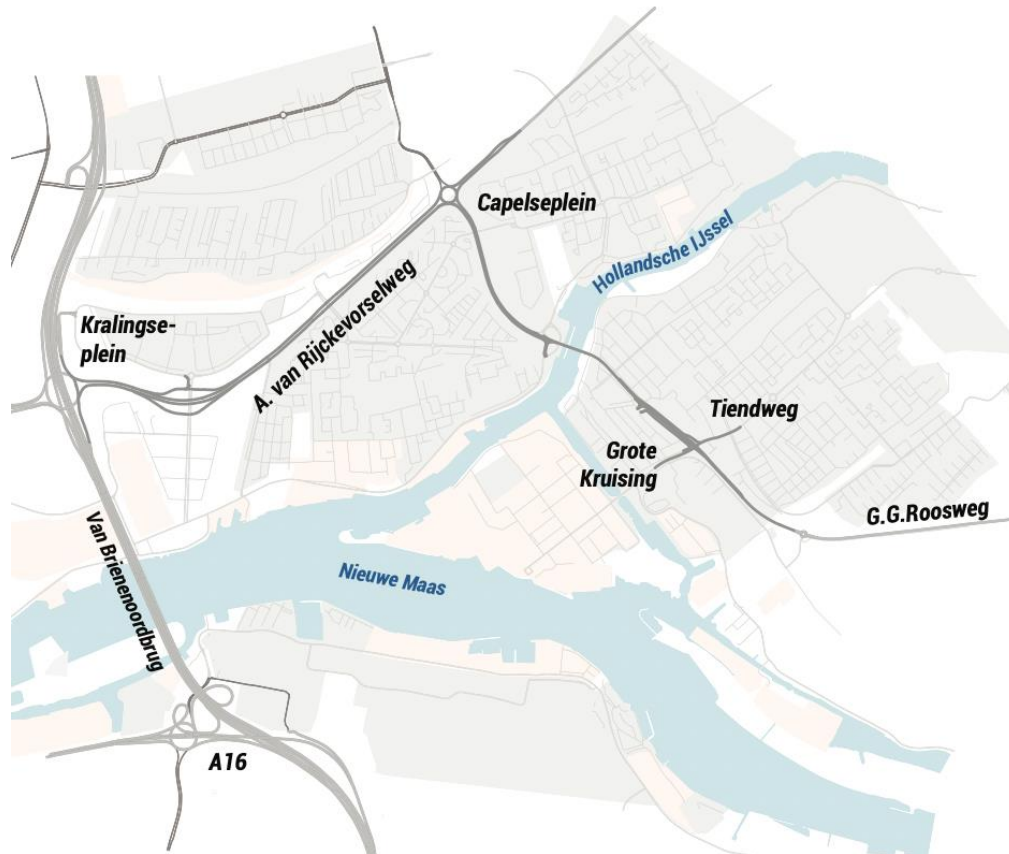 Capelseplein
Hollandsche IJssel
Kralingse-
plein
A. van Rijckevorselweg
Tiendweg
Grote
Kruising
G.G.Roosweg
Van Brienenoordbrug
Nieuwe Maas
A16